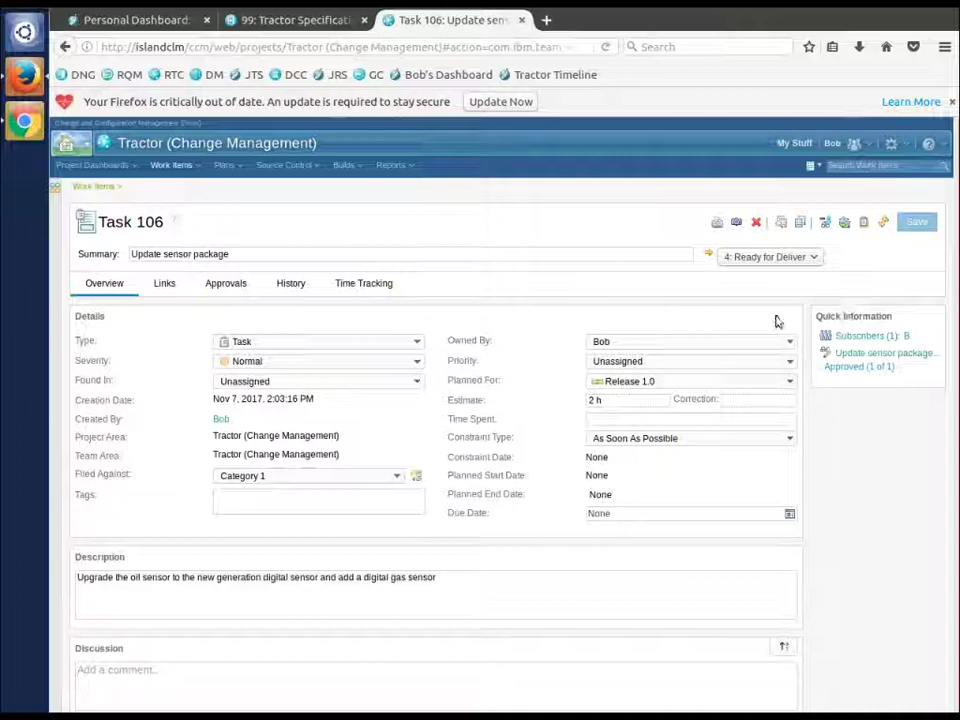 Personal Dashboard: ×
99: Tractor Specificati ×
Task 106: Update sens ×
http://islandclm/ccm/web/projects/Tractor (Change Management)#action=com.ibm.team
Search
DNG RQM RTC DM JTS DCC JRS GC Bob's Dashboard Tractor Timeline
Your Firefox is critically out of date. An update is required to stay secure
Update Now
Learn More ×
Change and Configuration Management (/ccm)
Tractor (Change Management)
My Stuff Bob
Project Dashboards Work Items Plans Source Control Builds Reports
Search Work Items
Work Items >
Task 106 ?
Save
Summary: Update sensor package
4: Ready for Deliver
Overview Links Approvals History Time Tracking
Details
Type: Task
Severity: Normal
Found In: Unassigned
Creation Date: Nov 7, 2017, 2:03:16 PM
Created By: Bob
Project Area: Tractor (Change Management)
Team Area: Tractor (Change Management)
Filed Against: Category 1
Tags:
Owned By: Bob
Priority: Unassigned
Planned For: Release 1.0
Estimate: 2 h Correction:
Time Spent:
Constraint Type: As Soon As Possible
Constraint Date: None
Planned Start Date: None
Planned End Date: None
Due Date: None
Quick Information
Subscribers (1): B
Update sensor package...
Approved (1 of 1)
Description
Upgrade the oil sensor to the new generation digital sensor and add a digital gas sensor
Discussion
Add a comment..